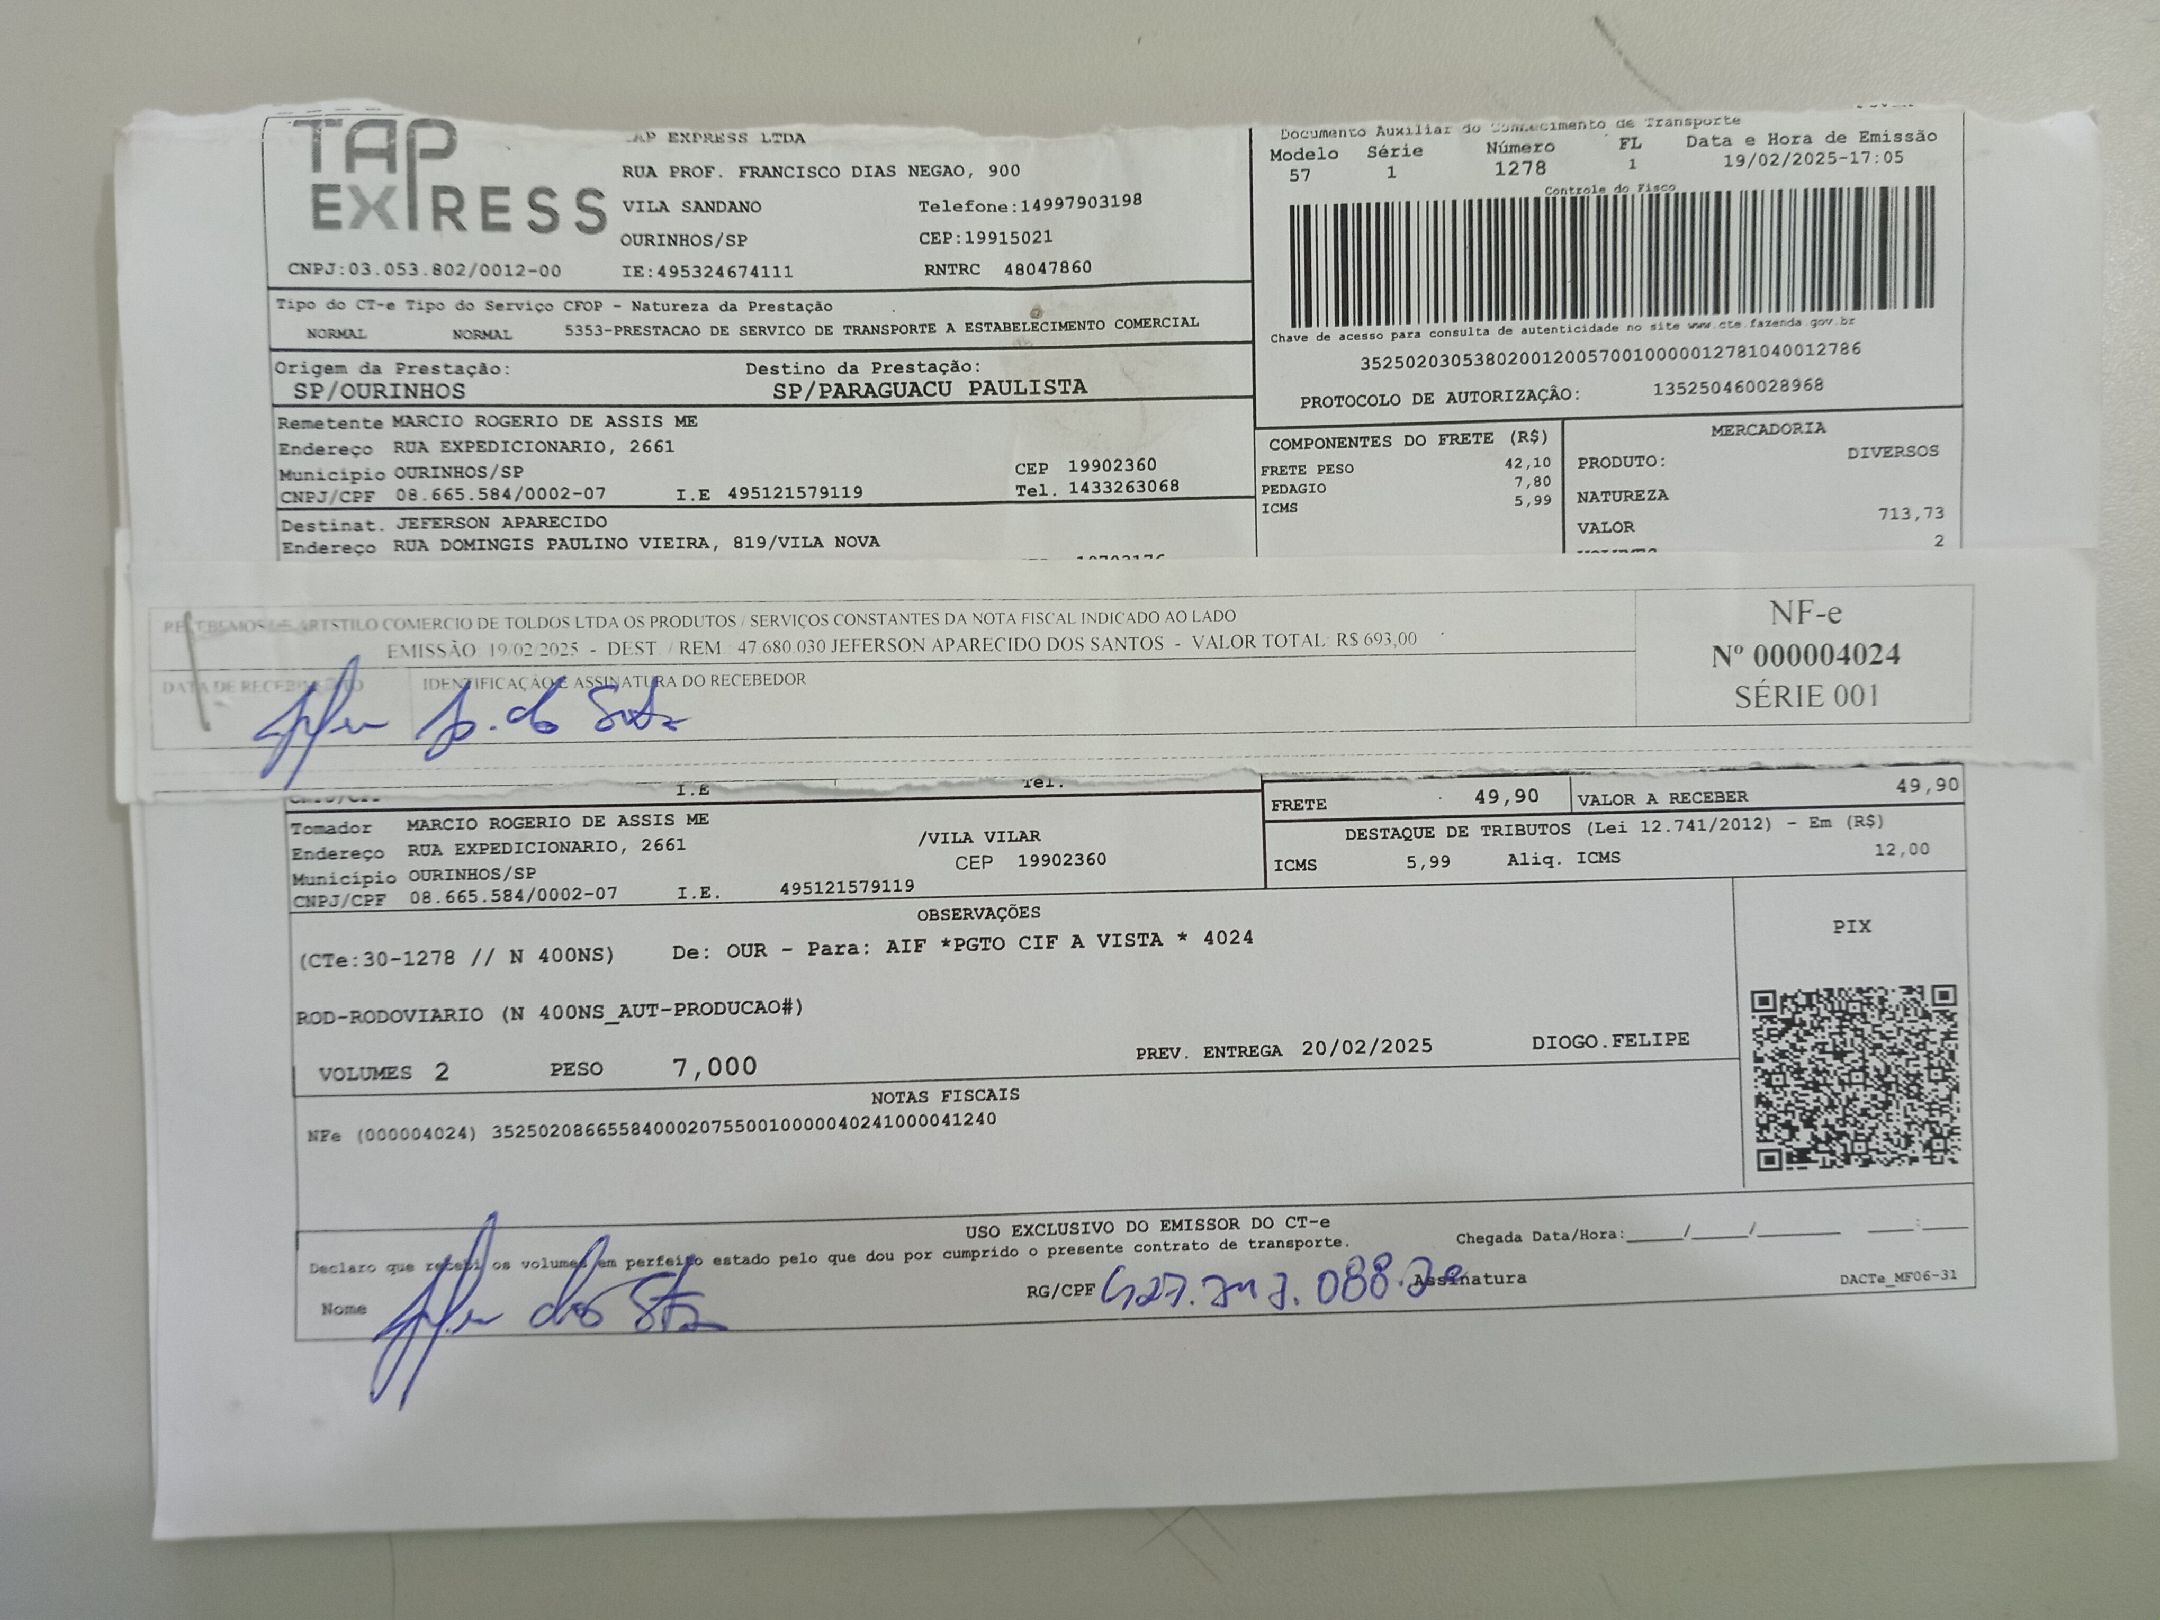 TAP EXPRESS
AP EXPRESS LTDA
RUA PROF. FRANCISCO DIAS NEGAO, 900
VILA SANDANO Telefone:14997903198
OURINHOS/SP CEP:19915021
CNPJ:03.053.802/0012-00 IE:495324674111 RNTRC 48047860
Documento Auxiliar do Conhecimento de Transporte
Modelo Série Número FL Data e Hora de Emissão
57 1 1278 1 19/02/2025-17:05
Controle do Fisco
Chave de acesso para consulta de autenticidade no site www.cte.fazenda.gov.br
35250203053802001200570010000012781040012786
PROTOCOLO DE AUTORIZAÇÂO: 135250460028968
Tipo do CT-e Tipo do Serviço CFOP - Natureza da Prestação
NORMAL NORMAL 5353-PRESTACAO DE SERVICO DE TRANSPORTE A ESTABELECIMENTO COMERCIAL
Origem da Prestação: Destino da Prestação:
SP/OURINHOS SP/PARAGUACU PAULISTA
Remetente MARCIO ROGERIO DE ASSIS ME
Endereço RUA EXPEDICIONARIO, 2661
Município OURINHOS/SP CEP 19902360
CNPJ/CPF 08.665.584/0002-07 I.E 495121579119 Tel. 1433263068
Destinat. JEFERSON APARECIDO
Endereço RUA DOMINGIS PAULINO VIEIRA, 819/VILA NOVA
COMPONENTES DO FRETE (R$)
FRETE PESO 42,10
PEDAGIO 7,80
ICMS 5,99
MERCADORIA
PRODUTO: DIVERSOS
NATUREZA
VALOR 713,73
2
RECEBEMOS DE ARTSTILO COMERCIO DE TOLDOS LTDA OS PRODUTOS / SERVIÇOS CONSTANTES DA NOTA FISCAL INDICADO AO LADO
EMISSÃO: 19/02/2025 - DEST. / REM.: 47.680.030 JEFERSON APARECIDO DOS SANTOS - VALOR TOTAL: R$ 693,00
DATA DE RECEBIMENTO IDENTIFICAÇÃO E ASSINATURA DO RECEBEDOR
NF-e
Nº 000004024
SÉRIE 001
I.E Tel.
Tomador MARCIO ROGERIO DE ASSIS ME
Endereço RUA EXPEDICIONARIO, 2661 /VILA VILAR
Município OURINHOS/SP CEP 19902360
CNPJ/CPF 08.665.584/0002-07 I.E. 495121579119
FRETE 49,90 VALOR A RECEBER 49,90
DESTAQUE DE TRIBUTOS (Lei 12.741/2012) - Em (R$)
ICMS 5,99 Aliq. ICMS 12,00
OBSERVAÇÕES
(CTe:30-1278 // N 400NS) De: OUR - Para: AIF *PGTO CIF A VISTA * 4024
ROD-RODOVIARIO (N 400NS_AUT-PRODUCAO#)
VOLUMES 2 PESO 7,000 PREV. ENTREGA 20/02/2025 DIOGO.FELIPE
PIX
NOTAS FISCAIS
NFe (000004024) 35250208665584000207550010000040241000041240
USO EXCLUSIVO DO EMISSOR DO CT-e
Declaro que recebi os volumes em perfeito estado pelo que dou por cumprido o presente contrato de transporte.
Chegada Data/Hora:_____/_____/_______ ____:____
Nome RG/CPF Assinatura DACTe_MF06-31